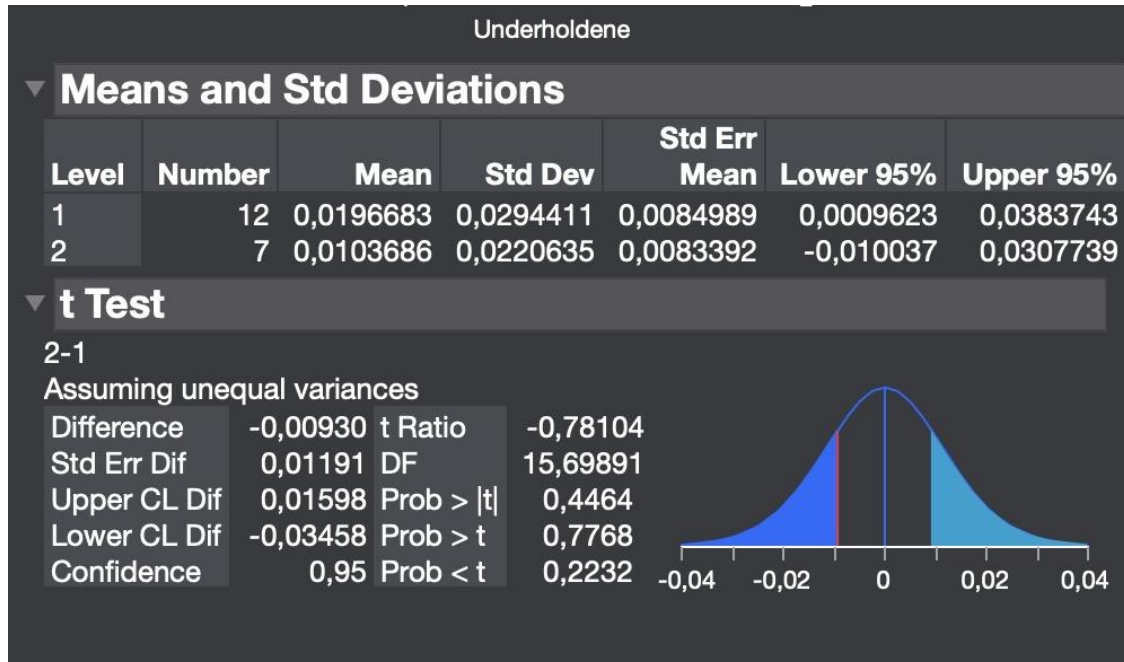 Underholdene
Means and Std Deviations
Level Number Mean Std Dev Std Err Mean Lower 95% Upper 95%
1 12 0,0196683 0,0294411 0,0084989 0,0009623 0,0383743
2 7 0,0103686 0,0220635 0,0083392 -0,010037 0,0307739
t Test
2-1
Assuming unequal variances
Difference -0,00930 t Ratio -0,78104
Std Err Dif 0,01191 DF 15,69891
Upper CL Dif 0,01598 Prob > |t| 0,4464
Lower CL Dif -0,03458 Prob > t 0,7768
Confidence 0,95 Prob < t 0,2232
-0,04 -0,02 0 0,02 0,04